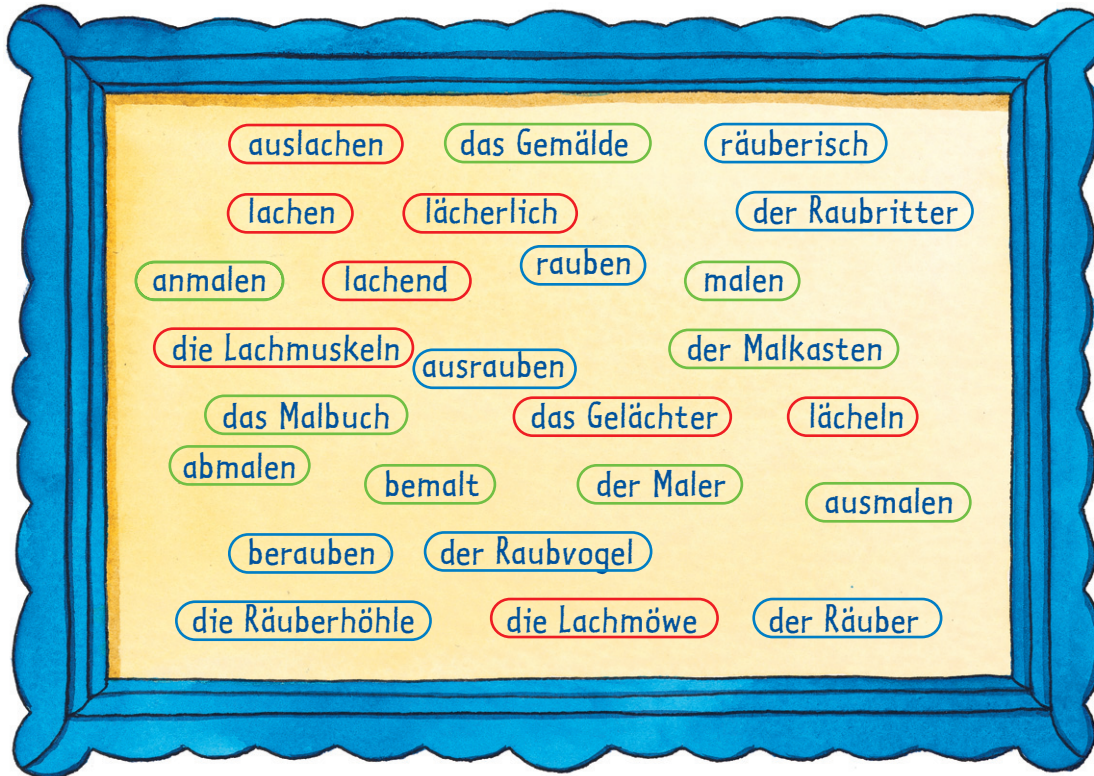 auslachen das Gemälde räuberisch
lachen lächerlich der Raubritter
anmalen lachend rauben malen
die Lachmuskeln ausrauben der Malkasten
das Malbuch das Gelächter lächeln
abmalen bemalt der Maler ausmalen
berauben der Raubvogel
die Räuberhöhle die Lachmöwe der Räuber